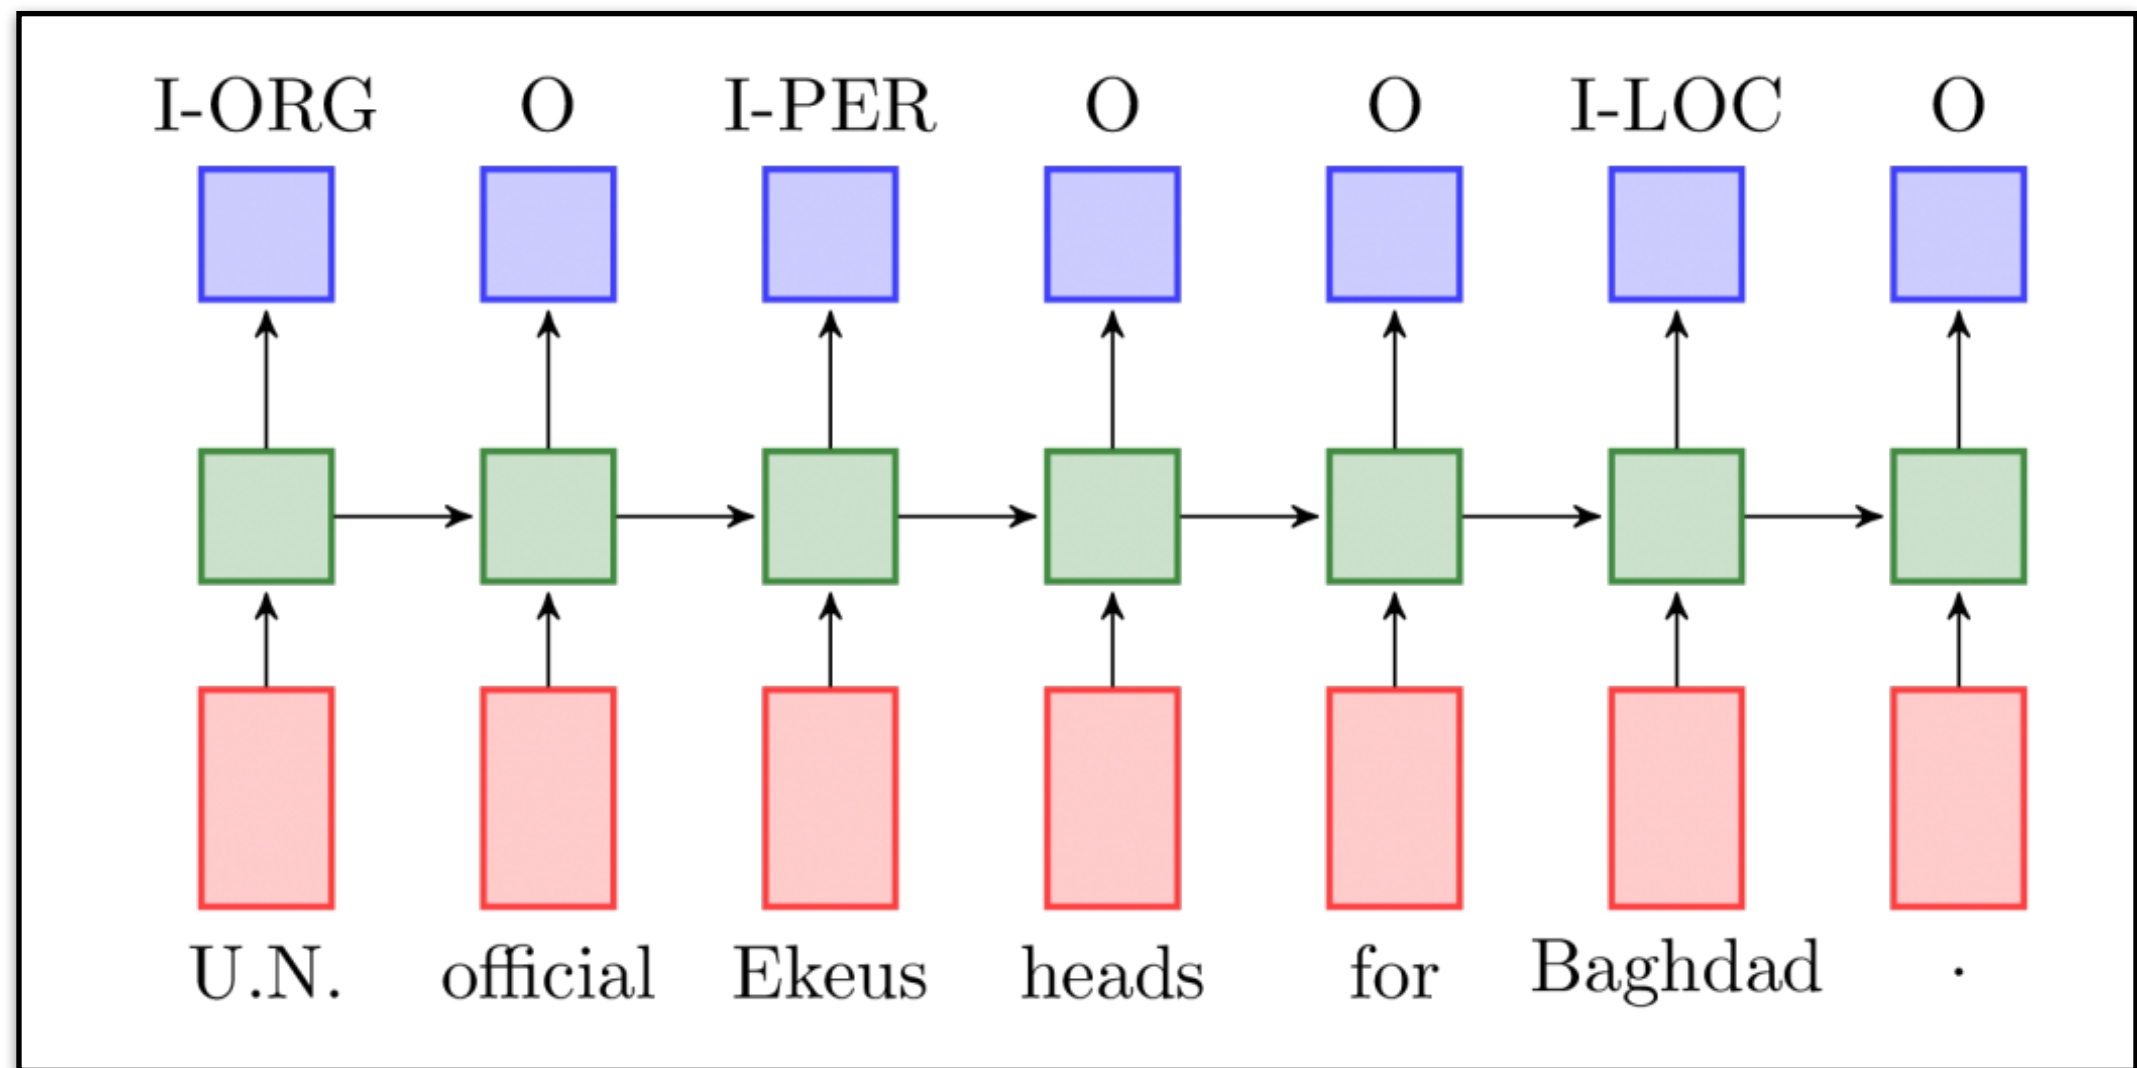 I-ORG O I-PER O O I-LOC O
U.N. official Ekeus heads for Baghdad .